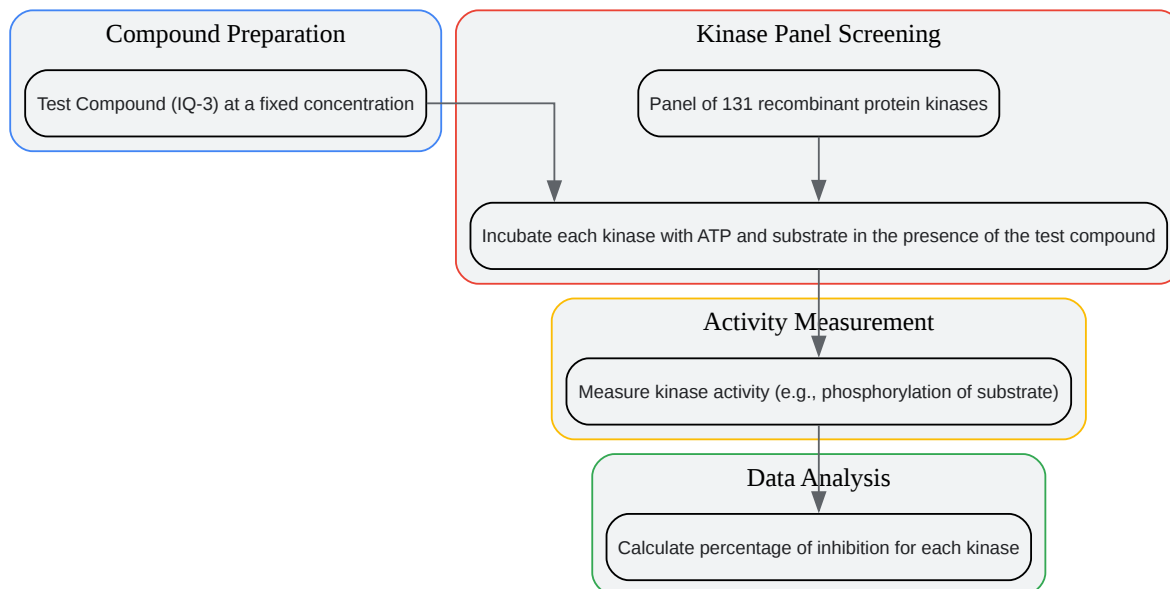 Compound Preparation
Test Compound (IQ-3) at a fixed concentration
Kinase Panel Screening
Panel of 131 recombinant protein kinases
Incubate each kinase with ATP and substrate in the presence of the test compound
Activity Measurement
Measure kinase activity (e.g., phosphorylation of substrate)
Data Analysis
Calculate percentage of inhibition for each kinase